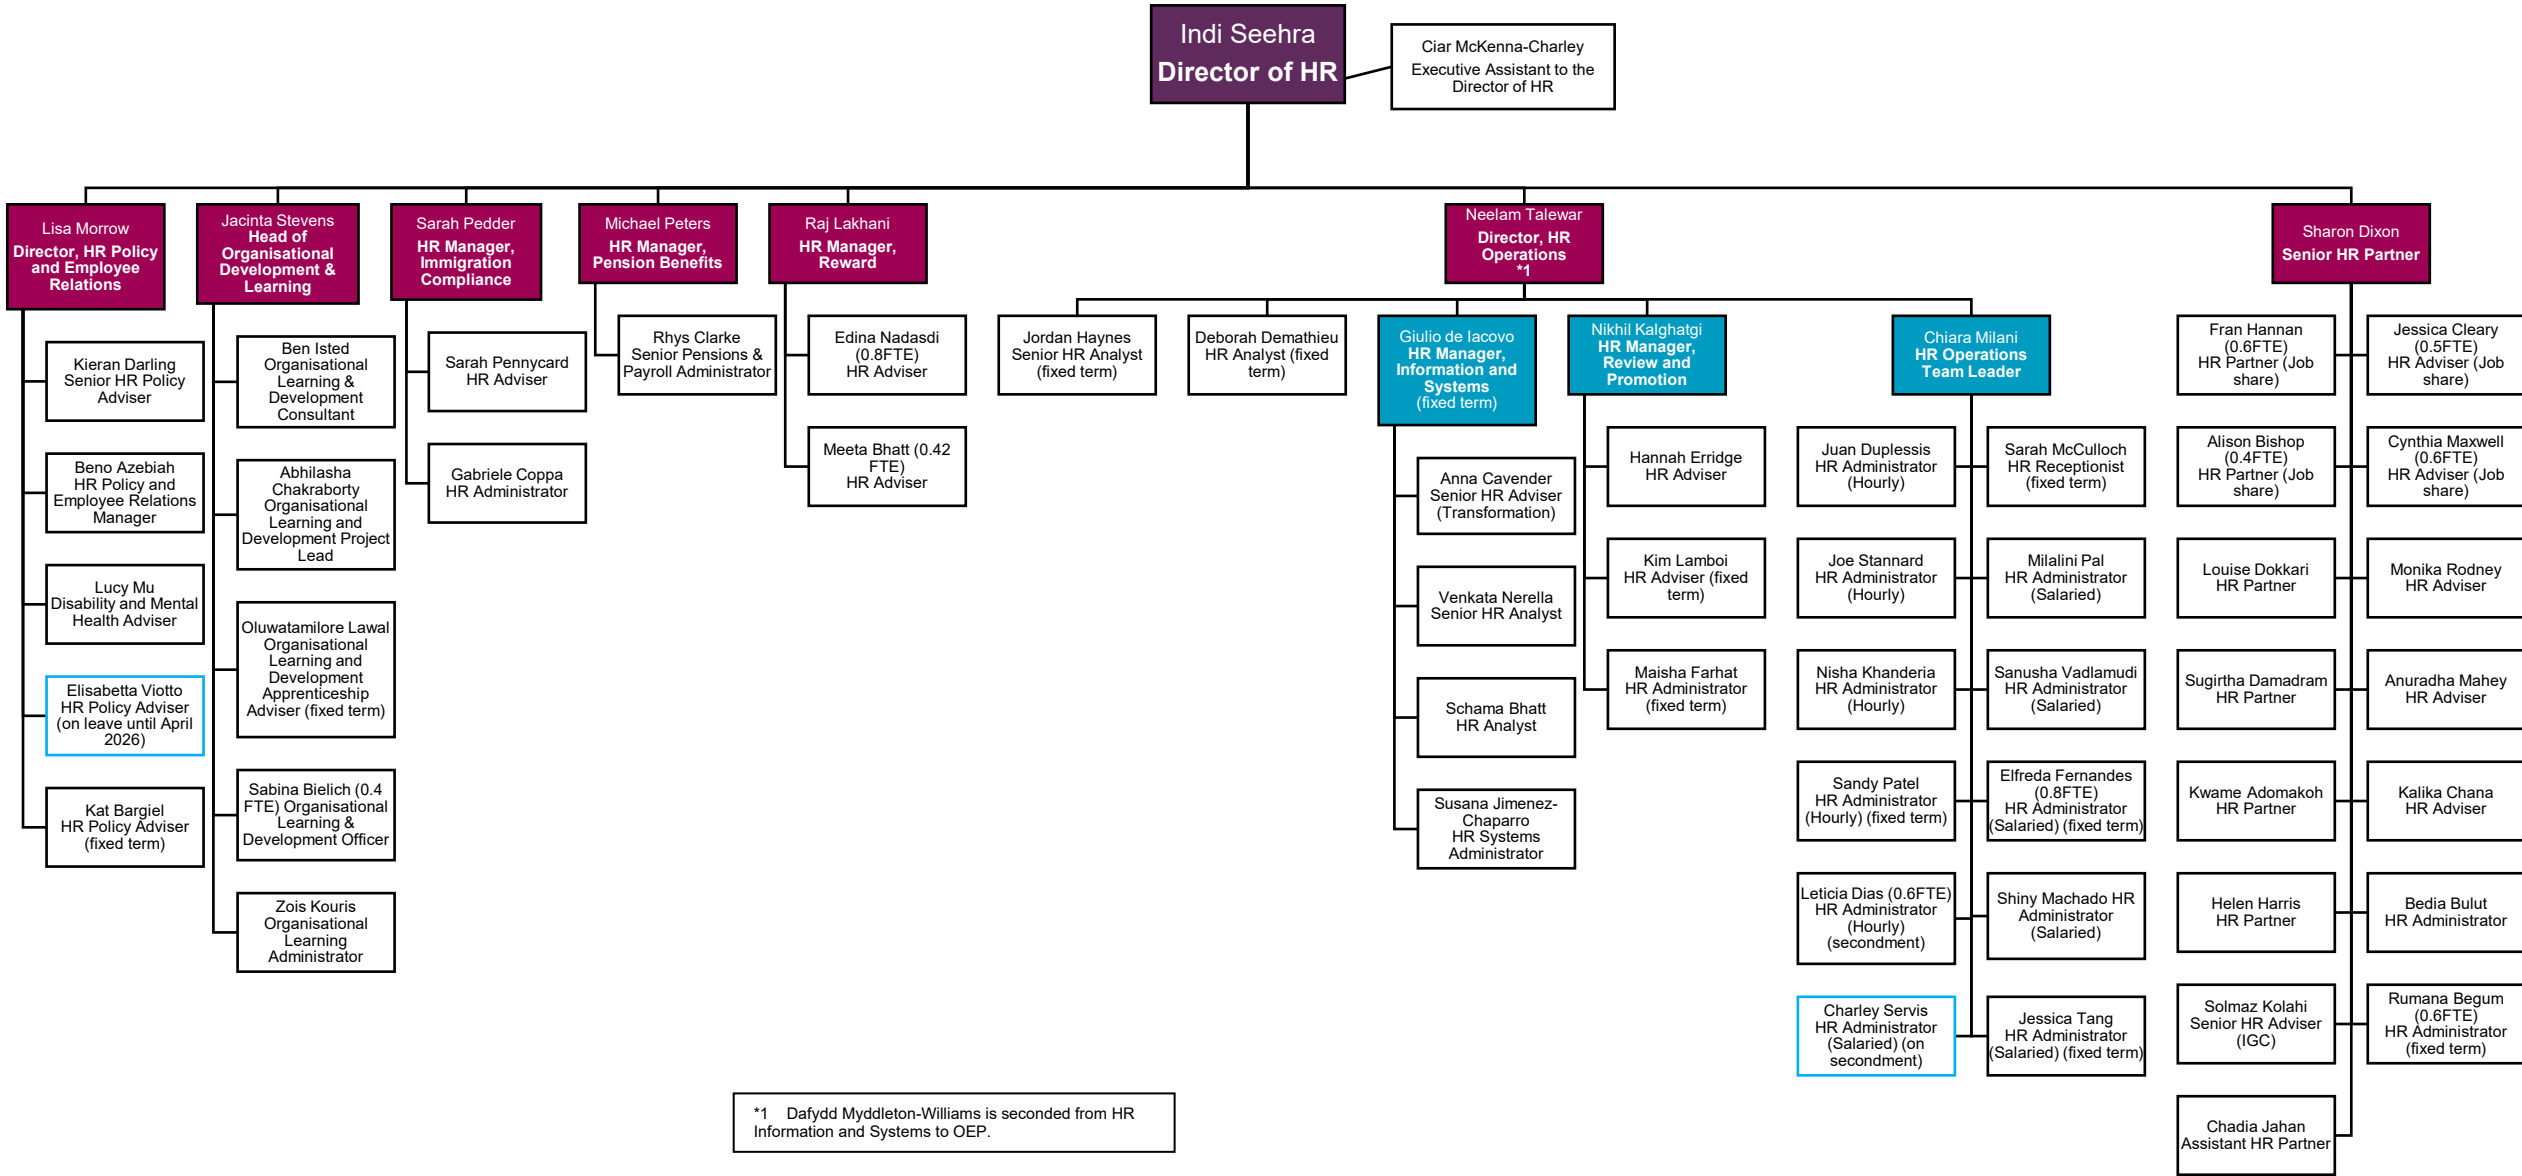 Indi Seehra
Director of HR
Ciar McKenna-Charley
Executive Assistant to the
Director of HR
Lisa Morrow
Director, HR Policy
and Employee
Relations
Kieran Darling
Senior HR Policy
Adviser
Beno Azebiah
HR Policy and
Employee Relations
Manager
Lucy Mu
Disability and Mental
Health Adviser
Elisabetta Viotto
HR Policy Adviser
(on leave until April
2026)
Kat Bargiel
HR Policy Adviser
(fixed term)
Jacinta Stevens
Head of
Organisational
Development &
Learning
Ben Isted
Organisational
Learning &
Development
Consultant
Abhilasha
Chakraborty
Organisational
Learning and
Development Project
Lead
Oluwatamilore Lawal
Organisational
Learning and
Development
Apprenticeship
Adviser (fixed term)
Sabina Bielich (0.4
FTE) Organisational
Learning &
Development Officer
Zois Kouris
Organisational
Learning
Administrator
Sarah Pedder
HR Manager,
Immigration
Compliance
Sarah Pennycard
HR Adviser
Gabriele Coppa
HR Administrator
Michael Peters
HR Manager,
Pension Benefits
Rhys Clarke
Senior Pensions &
Payroll Administrator
Raj Lakhani
HR Manager,
Reward
Edina Nadasdi
(0.8FTE)
HR Adviser
Meeta Bhatt (0.42
FTE)
HR Adviser
Neelam Talewar
Director, HR
Operations
*1
Jordan Haynes
Senior HR Analyst
(fixed term)
Deborah Demathieu
HR Analyst (fixed
term)
Giulio de Iacovo
HR Manager,
Information and
Systems
(fixed term)
Anna Cavender
Senior HR Adviser
(Transformation)
Venkata Nerella
Senior HR Analyst
Schama Bhatt
HR Analyst
Susana Jimenez-
Chaparro
HR Systems
Administrator
Nikhil Kalghatgi
HR Manager,
Review and
Promotion
Hannah Erridge
HR Adviser
Kim Lamboi
HR Adviser (fixed
term)
Maisha Farhat
HR Administrator
(fixed term)
Chiara Milani
HR Operations
Team Leader
Juan Duplessis
HR Administrator
(Hourly)
Sarah McCulloch
HR Receptionist
(fixed term)
Joe Stannard
HR Administrator
(Hourly)
Milalini Pal
HR Administrator
(Salaried)
Nisha Khanderia
HR Administrator
(Hourly)
Sanusha Vadlamudi
HR Administrator
(Salaried)
Sandy Patel
HR Administrator
(Hourly) (fixed term)
Elfreda Fernandes
(0.8FTE)
HR Administrator
(Salaried) (fixed term)
Leticia Dias (0.6FTE)
HR Administrator
(Hourly)
(secondment)
Shiny Machado HR
Administrator
(Salaried)
Charley Servis
HR Administrator
(Salaried) (on
secondment)
Jessica Tang
HR Administrator
(Salaried) (fixed term)
Sharon Dixon
Senior HR Partner
Fran Hannan
(0.6FTE)
HR Partner (Job
share)
Jessica Cleary
(0.5FTE)
HR Adviser (Job
share)
Alison Bishop
(0.4FTE)
HR Partner (Job
share)
Cynthia Maxwell
(0.6FTE)
HR Adviser (Job
share)
Louise Dokkari
HR Partner
Monika Rodney
HR Adviser
Sugirtha Damadram
HR Partner
Anuradha Mahey
HR Adviser
Kwame Adomakoh
HR Partner
Kalika Chana
HR Adviser
Helen Harris
HR Partner
Bedia Bulut
HR Administrator
Solmaz Kolahi
Senior HR Adviser
(IGC)
Rumana Begum
(0.6FTE)
HR Administrator
(fixed term)
Chadia Jahan
Assistant HR Partner
*1 Dafydd Myddleton-Williams is seconded from HR
Information and Systems to OEP.